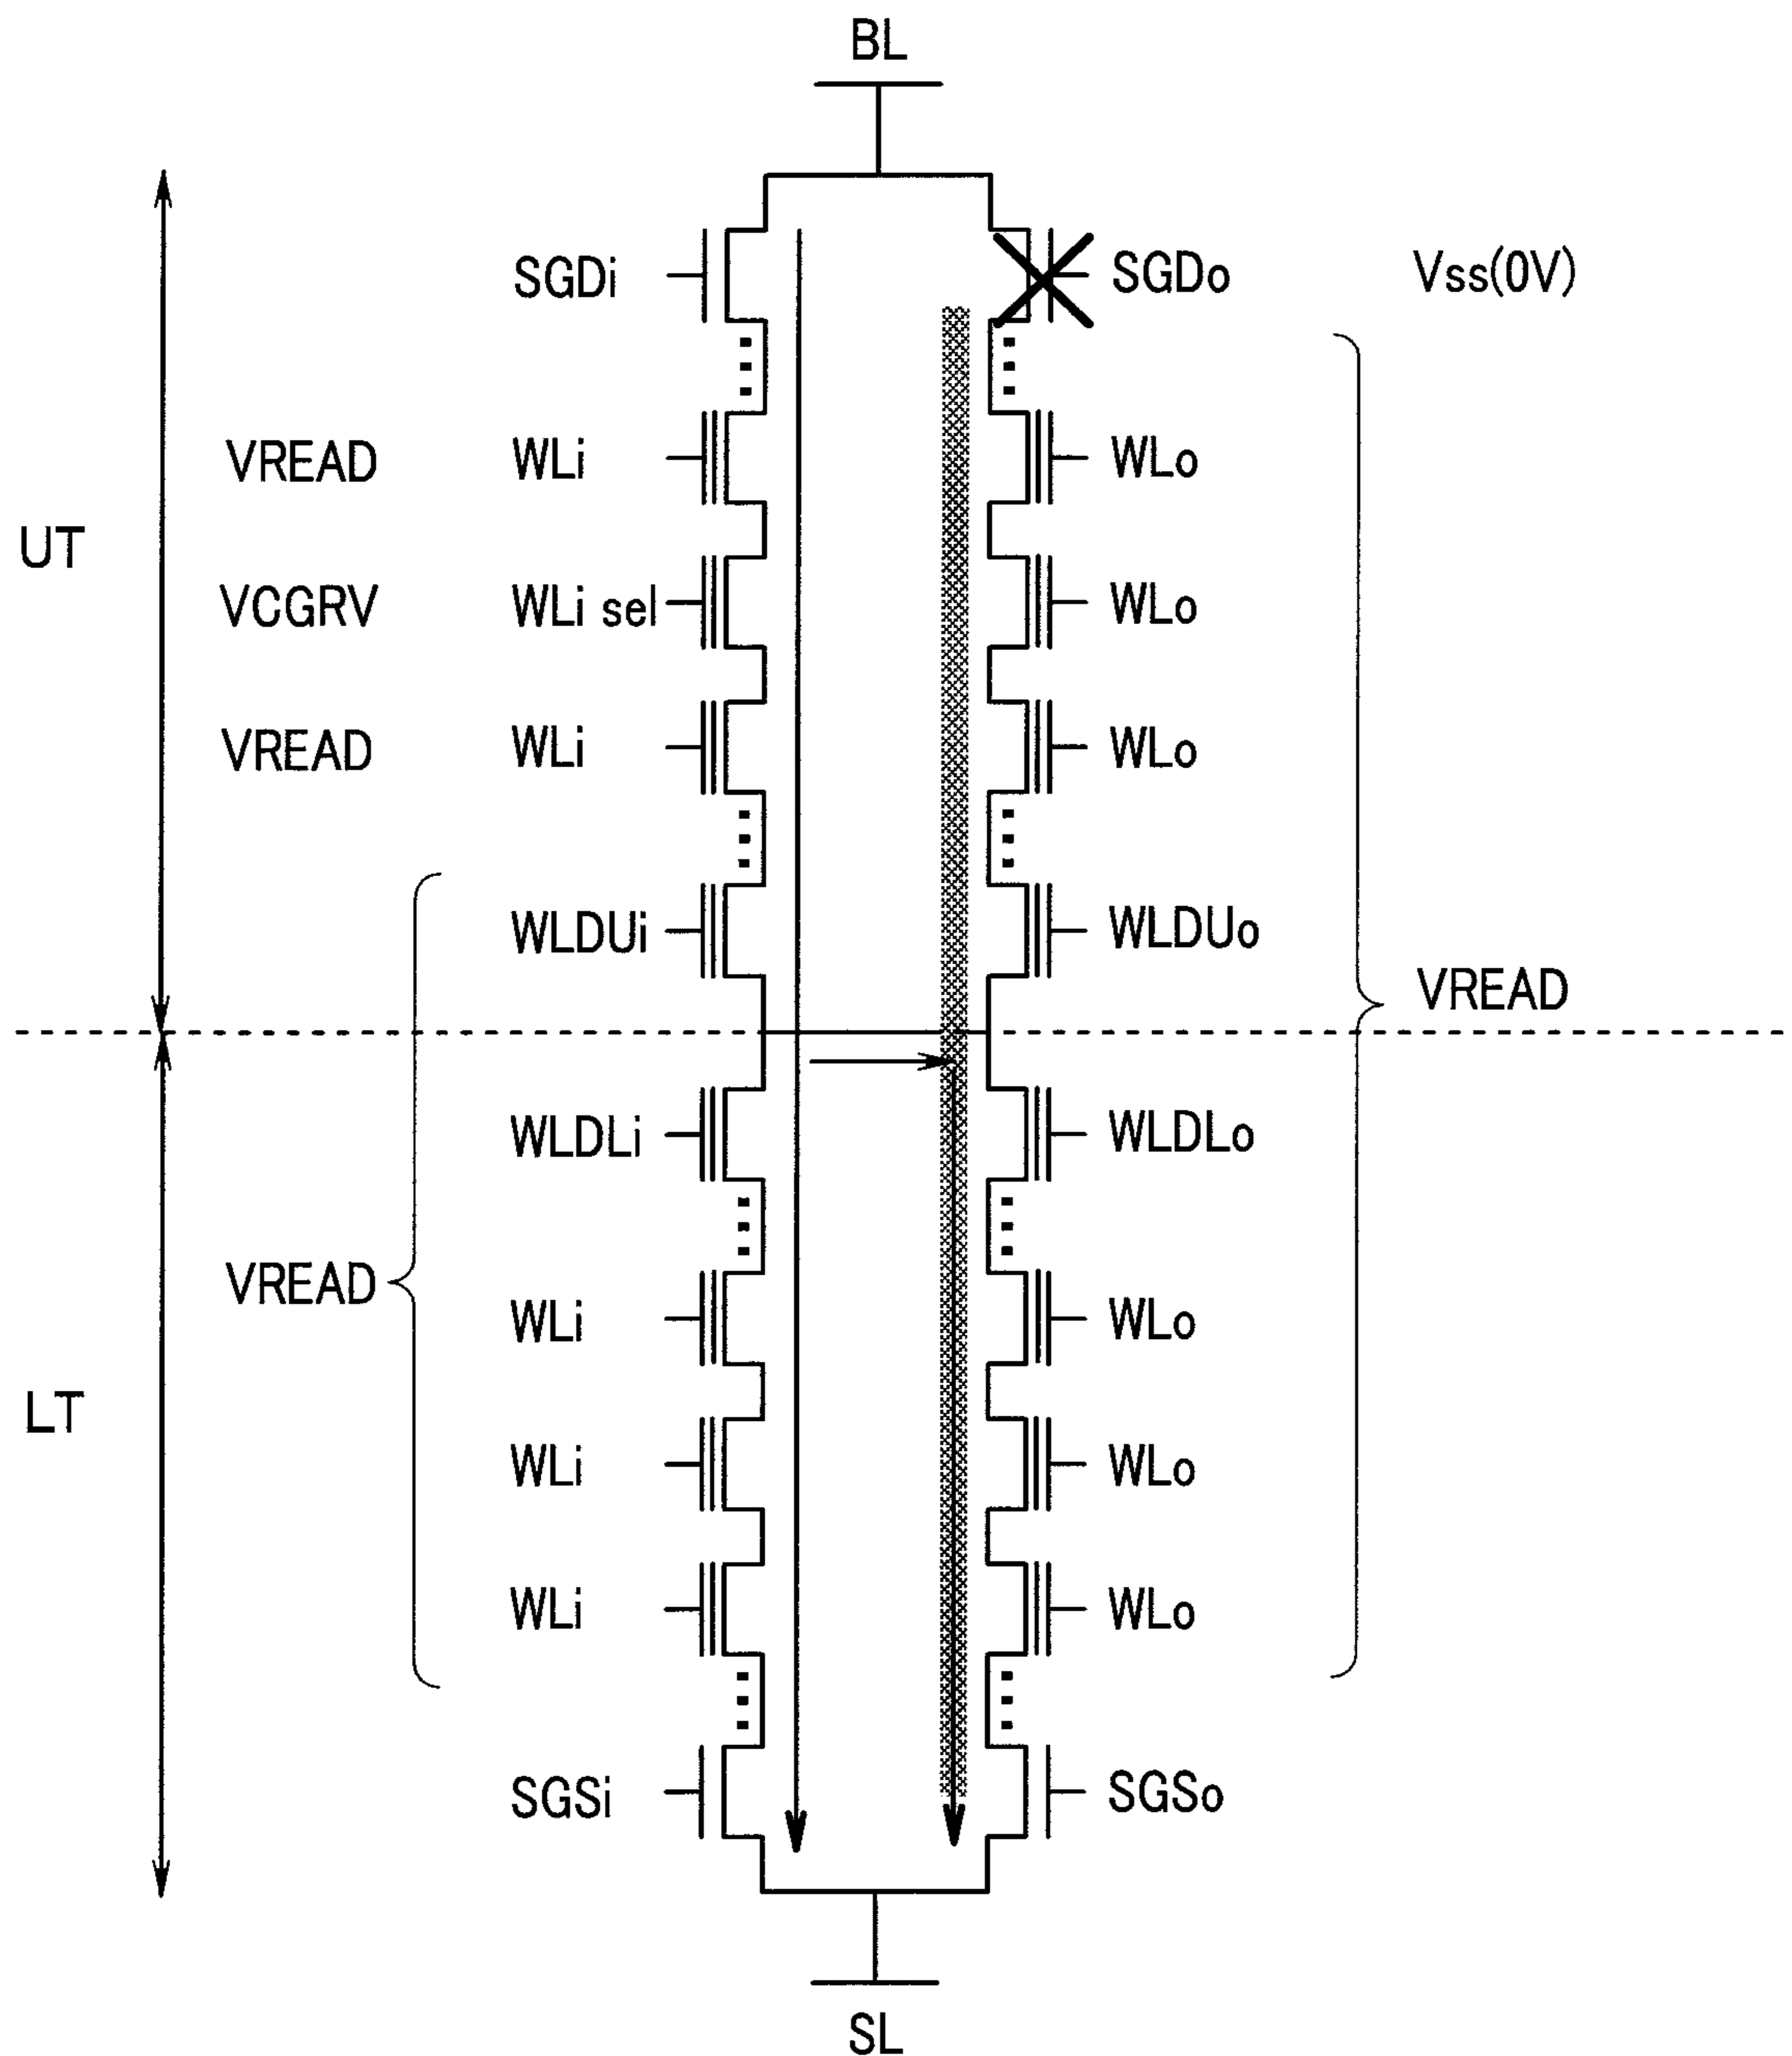 BL
SGDi SGDo Vss(0V)
VREAD WLi WLo
UT
VCGRV WLi sel WLo
VREAD WLi WLo
WLDUi WLDUo
VREAD
WLDLi WLDLo
VREAD
WLi WLo
LT
WLi WLo
WLi WLo
SGSi SGSo
SL